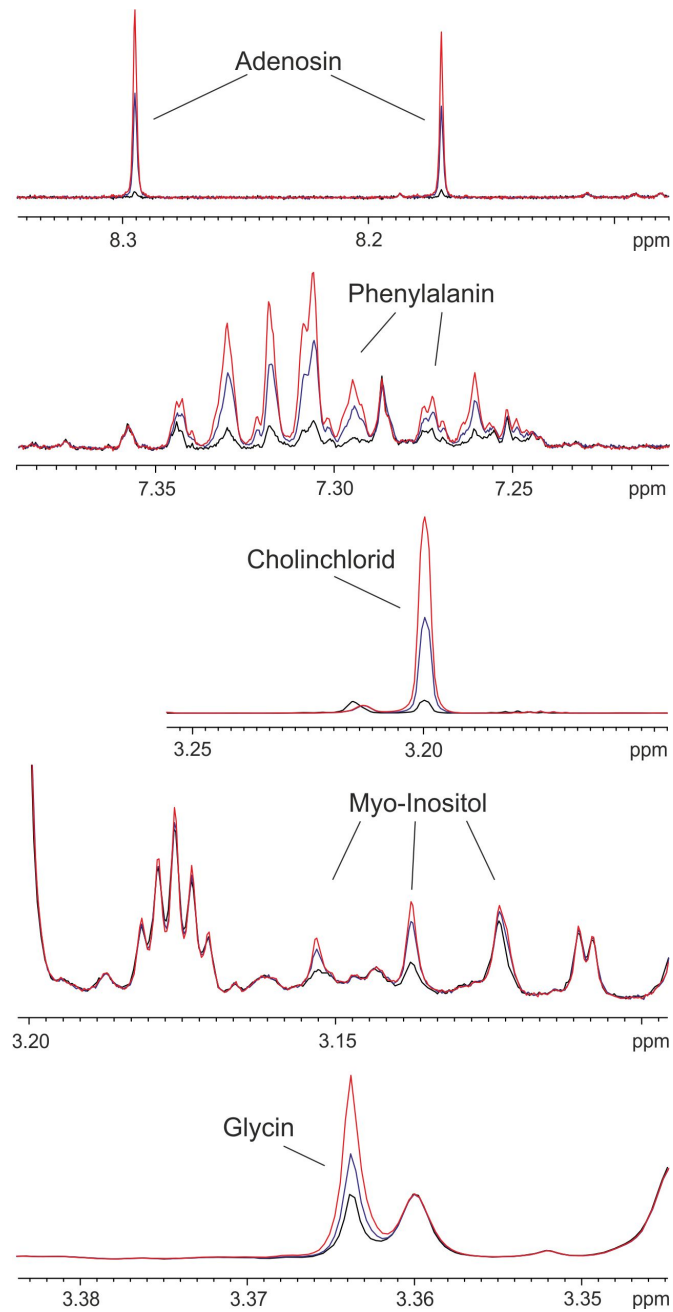 Adenosin
8.3 8.2 ppm
Phenylalanin
7.35 7.30 7.25 ppm
Cholinchlorid
3.25 3.20 ppm
Myo-Inositol
3.20 3.15 ppm
Glycin
3.38 3.37 3.36 3.35 ppm